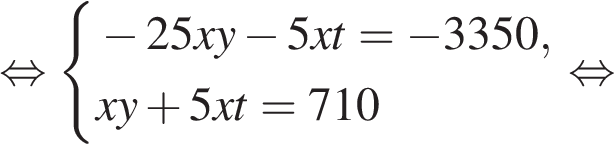 ⇔ { −25xy − 5xt = −3350,
xy + 5xt = 710 ⇔